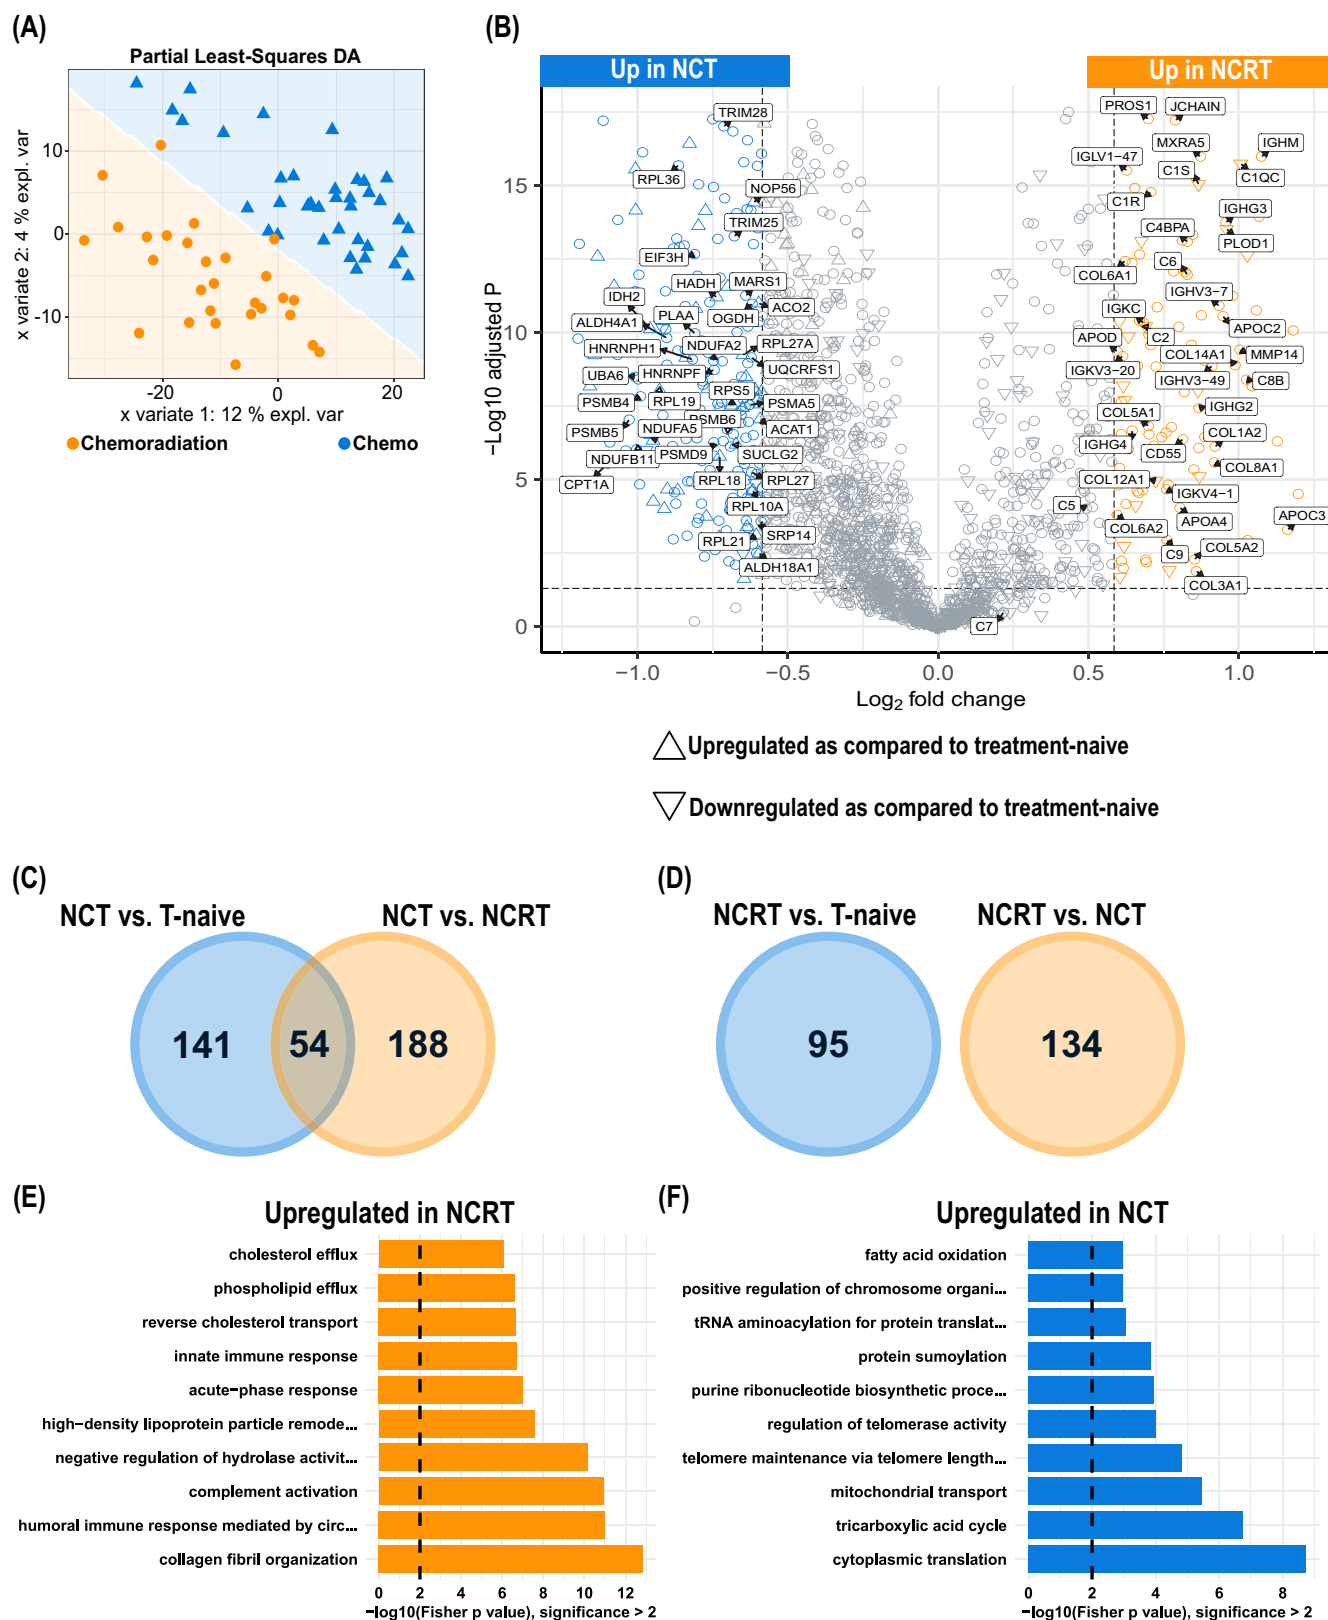 (A)
Partial Least-Squares DA
x variate 2: 4 % expl. var
10
0
-10
-20
0
20
x variate 1: 12 % expl. var
Chemoradiation
Chemo
(B)
Up in NCT
Up in NCRT
−Log10 adjusted P
15
10
5
0
TRIM28
RPL36
NOP56
TRIM25
EIF3H
HADH
MARS1
IDH2
PLAA
OGDH
ACO2
ALDH4A1
HNRNPH1
NDUFA2
RPL27A
UBA6
HNRNPF
UQCRFS1
PSMB4
RPL19
RPS5
PSMA5
PSMB5
NDUFA5
PSMB6
ACAT1
NDUFB11
PSMD9
SUCLG2
CPT1A
RPL18
RPL27
RPL10A
RPL21
SRP14
ALDH18A1
PROS1
JCHAIN
MXRA5
IGHM
IGLV1−47
C1S
C1QC
C1R
IGHG3
C4BPA
PLOD1
COL6A1
C6
IGHV3−7
IGKC
APOC2
APOD
C2
COL14A1
MMP14
IGKV3−20
IGHV3−49
C8B
COL5A1
IGHG2
IGHG4
COL1A2
CD55
COL12A1
COL8A1
IGKV4−1
C5
APOA4
APOC3
COL6A2
C9
COL5A2
COL3A1
C7
−1.0
−0.5
0.0
0.5
1.0
Log2 fold change
Upregulated as compared to treatment-naive
Downregulated as compared to treatment-naive
(C)
NCT vs. T-naive
NCT vs. NCRT
141
54
188
(D)
NCRT vs. T-naive
NCRT vs. NCT
95
134
(E)
Upregulated in NCRT
cholesterol efflux
phospholipid efflux
reverse cholesterol transport
innate immune response
acute−phase response
high−density lipoprotein particle remode...
negative regulation of hydrolase activit...
complement activation
humoral immune response mediated by circ...
collagen fibril organization
0 2 4 6 8 10 12
−log10(Fisher p value), significance > 2
(F)
Upregulated in NCT
fatty acid oxidation
positive regulation of chromosome organi...
tRNA aminoacylation for protein translat...
protein sumoylation
purine ribonucleotide biosynthetic proce...
regulation of telomerase activity
telomere maintenance via telomere length...
mitochondrial transport
tricarboxylic acid cycle
cytoplasmic translation
0 2 4 6 8
−log10(Fisher p value), significance > 2